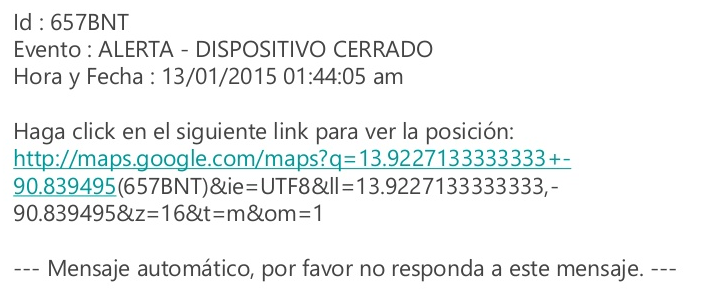 Id : 657BNT
Evento : ALERTA - DISPOSITIVO CERRADO
Hora y Fecha : 13/01/2015 01:44:05 am
Haga click en el siguiente link para ver la posición:
http://maps.google.com/maps?q=13.9227133333333+-
90.839495(657BNT)&ie=UTF8&ll=13.9227133333333,-
90.839495&z=16&t=m&om=1
--- Mensaje automático, por favor no responda a este mensaje. ---